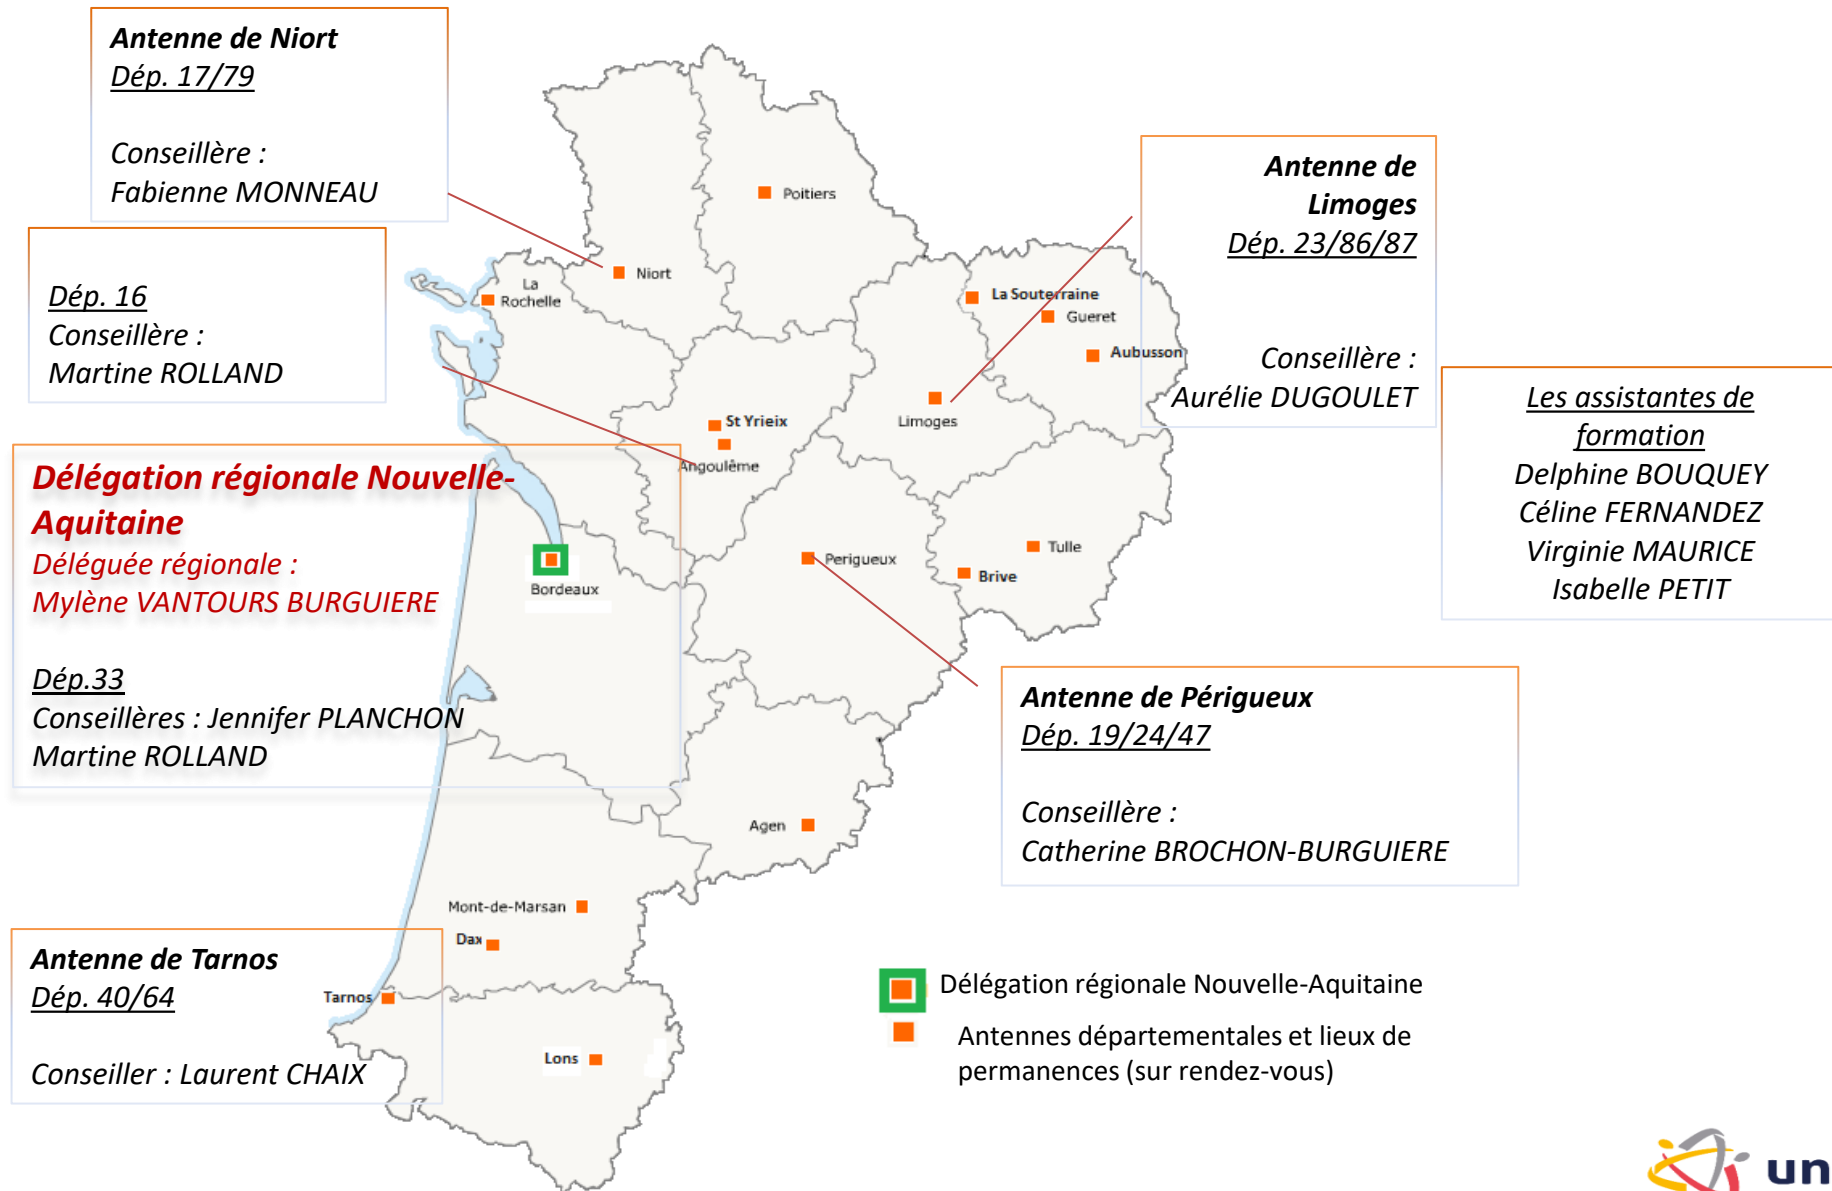 Antenne de Niort
Dép. 17/79
Conseillère :
Fabienne MONNEAU
Dép. 16
Conseillère :
Martine ROLLAND
Délégation régionale Nouvelle-
Aquitaine
Déléguée régionale :
Mylène VANTOURS BURGUIERE
Dép.33
Conseillères : Jennifer PLANCHON
Martine ROLLAND
Antenne de Tarnos
Dép. 40/64
Conseiller : Laurent CHAIX
Poitiers
Niort
La
Rochelle
La Souterraine
Gueret
Aubusson
Limoges
St Yrieix
Angoulême
Perigueux
Tulle
Brive
Bordeaux
Agen
Mont-de-Marsan
Dax
Tarnos
Lons
Antenne de
Limoges
Dép. 23/86/87
Conseillère :
Aurélie DUGOULET
Les assistantes de
formation
Delphine BOUQUEY
Céline FERNANDEZ
Virginie MAURICE
Isabelle PETIT
Antenne de Périgueux
Dép. 19/24/47
Conseillère :
Catherine BROCHON-BURGUIERE
Délégation régionale Nouvelle-Aquitaine
Antennes départementales et lieux de
permanences (sur rendez-vous)
un